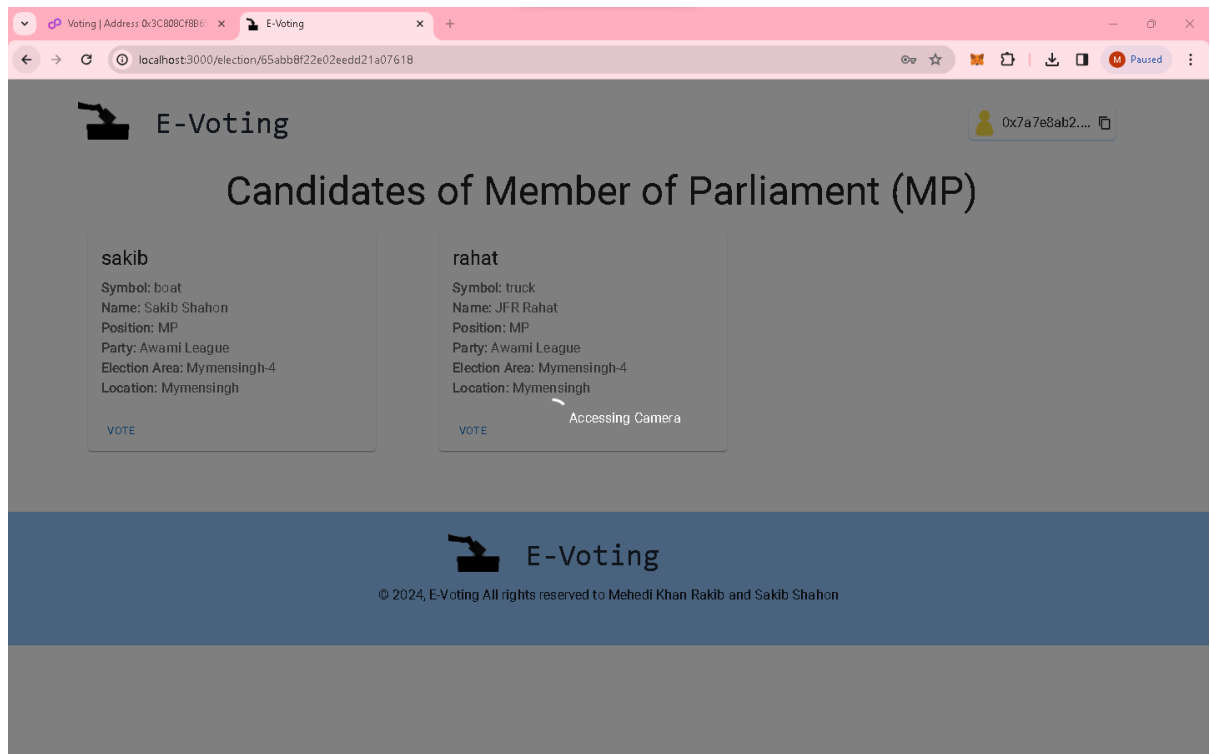 Voting | Address 0x3C808Cf8B6
E-Voting
localhost:3000/election/65abb8f22e02eedd21a07618
M Paused
E-Voting
0x7a7e8ab2....
Candidates of Member of Parliament (MP)
sakib
Symbol: boat
Name: Sakib Shahon
Position: MP
Party: Awami League
Election Area: Mymensingh-4
Location: Mymensingh
VOTE
rahat
Symbol: truck
Name: JFR Rahat
Position: MP
Party: Awami League
Election Area: Mymensingh-4
Location: Mymensingh
VOTE
Accessing Camera
E-Voting
© 2024, E-Voting All rights reserved to Mehedi Khan Rakib and Sakib Shahon